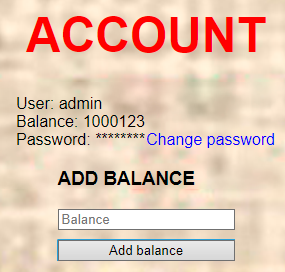 ACCOUNT
User: admin
Balance: 1000123
Password: ********Change password
ADD BALANCE
Balance
Add balance